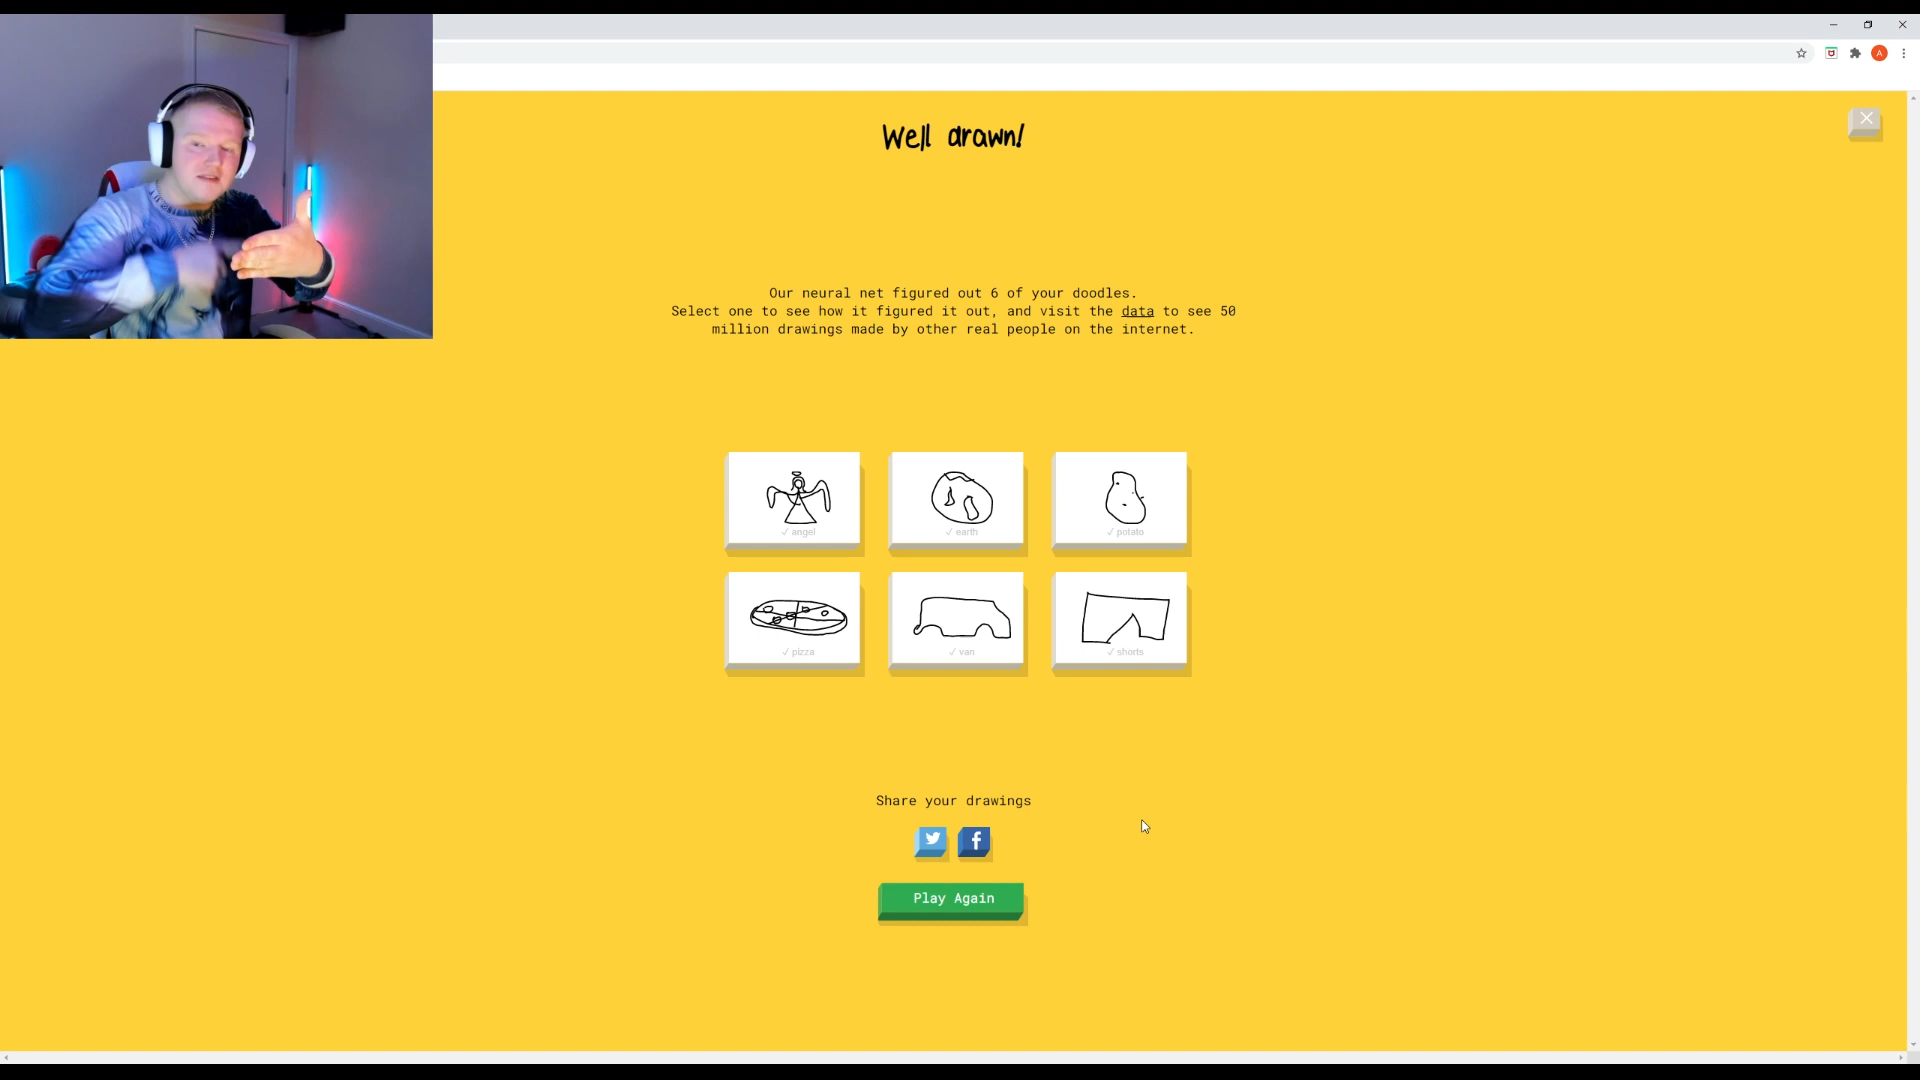 A
Well drawn!
Our neural net figured out 6 of your doodles.
Select one to see how it figured it out, and visit the data to see 50
million drawings made by other real people on the internet.
✓ angel
✓ earth
✓ potato
✓ pizza
✓ van
✓ shorts
Share your drawings
Play Again